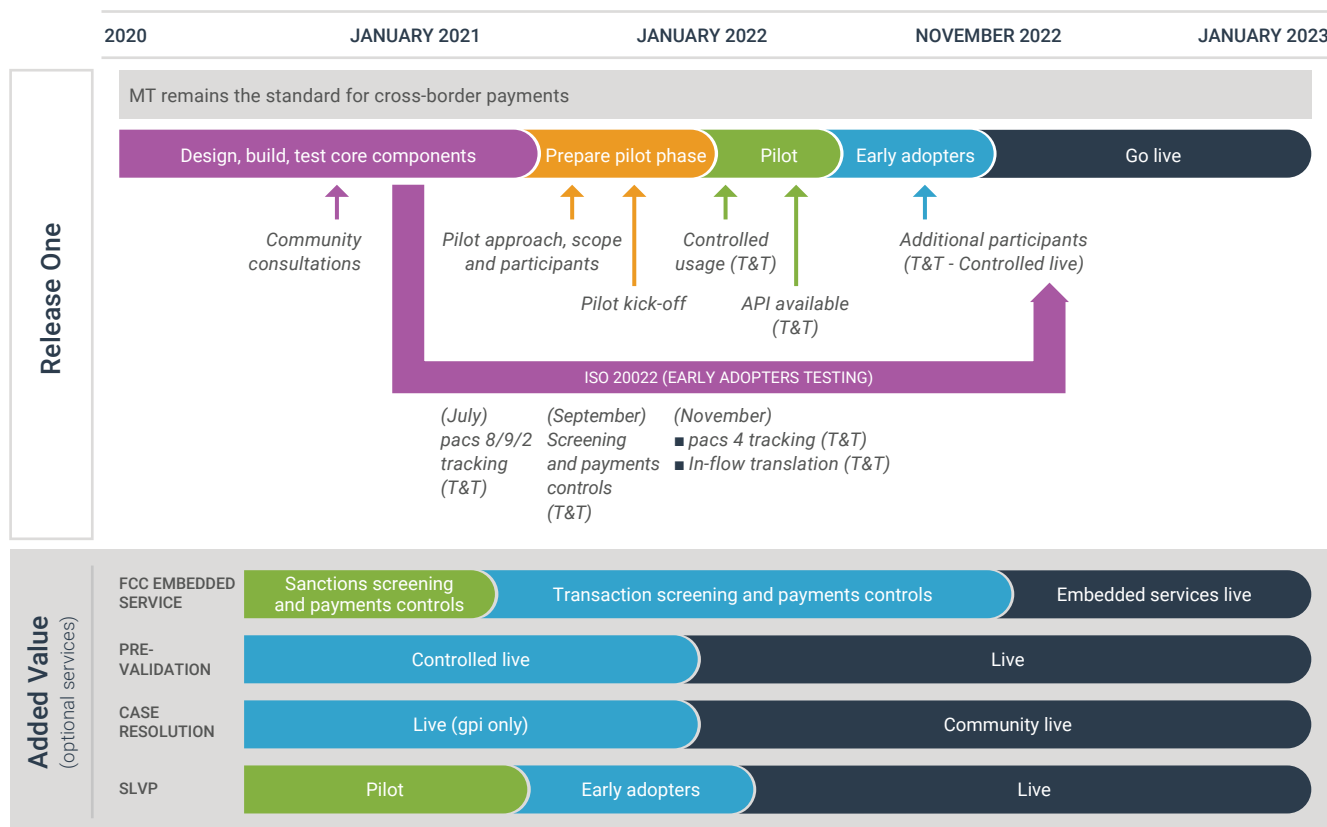 2020
JANUARY 2021
JANUARY 2022
NOVEMBER 2022
JANUARY 2023
Release One
MT remains the standard for cross-border payments
Design, build, test core components
Prepare pilot phase
Pilot
Early adopters
Go live
Community
consultations
Pilot approach, scope
and participants
Pilot kick-off
Controlled
usage (T&T)
API available
(T&T)
Additional participants
(T&T - Controlled live)
ISO 20022 (EARLY ADOPTERS TESTING)
(July)
pacs 8/9/2
tracking
(T&T)
(September)
Screening
and payments
controls
(T&T)
(November)
■ pacs 4 tracking (T&T)
■ In-flow translation (T&T)
Added Value
(optional services)
FCC EMBEDDED
SERVICE
Sanctions screening
and payments controls
Transaction screening and payments controls
Embedded services live
PRE-
VALIDATION
Controlled live
Live
CASE
RESOLUTION
Live (gpi only)
Community live
SLVP
Pilot
Early adopters
Live